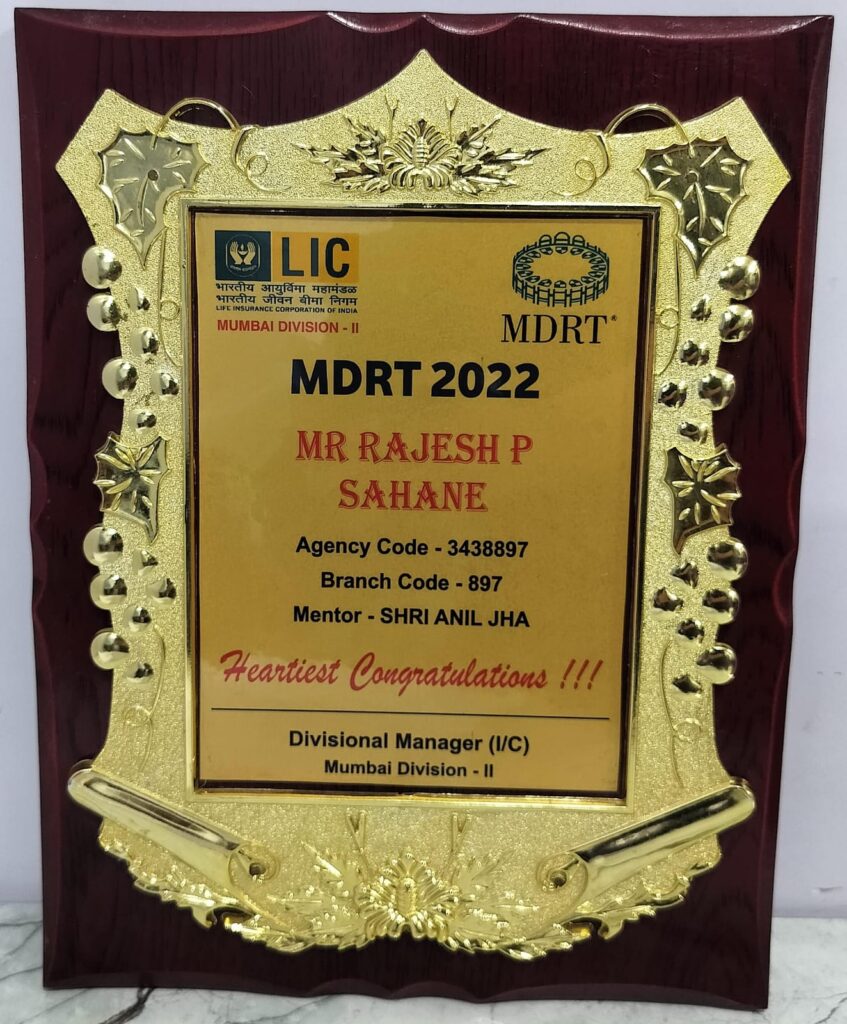 LIC
भारतीय आयुर्विमा महामंडळ
भारतीय जीवन बीमा निगम
LIFE INSURANCE CORPORATION OF INDIA
MUMBAI DIVISION - II
MDRT®
MDRT 2022
MR RAJESH P
SAHANE
Agency Code - 3438897
Branch Code - 897
Mentor - SHRI ANIL JHA
Heartiest Congratulations !!!
Divisional Manager (I/C)
Mumbai Division - II